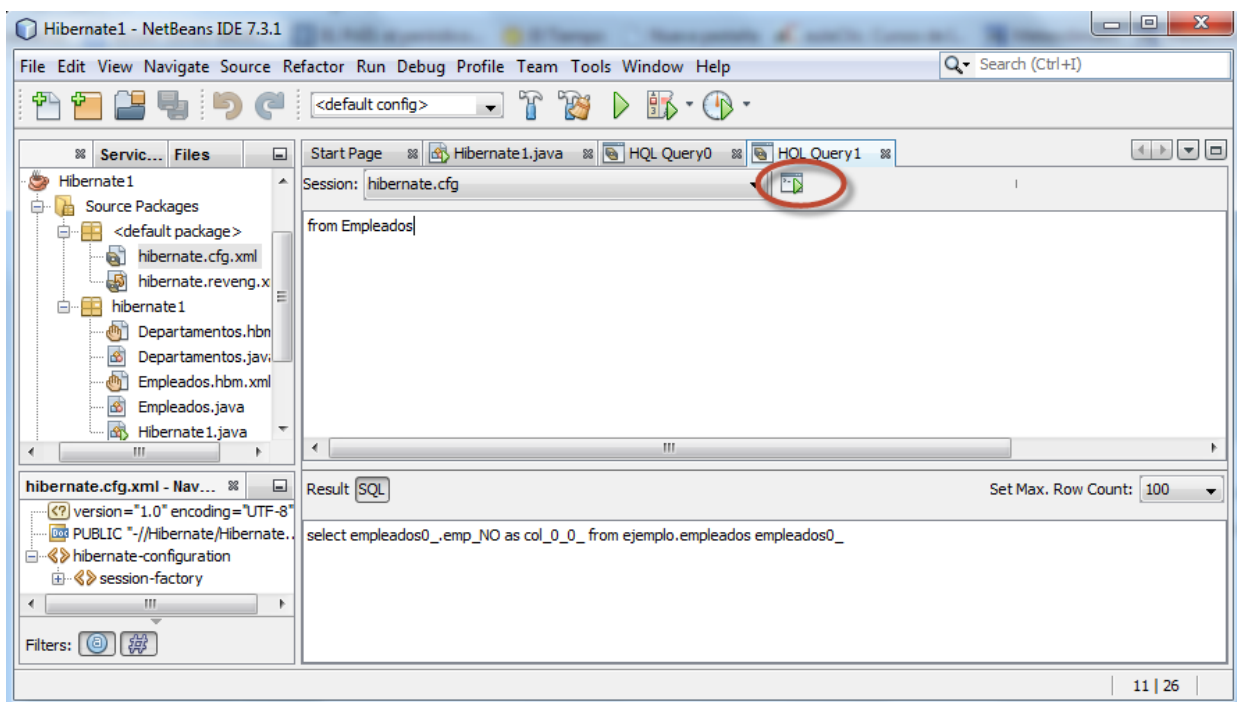 Hibernate1 - NetBeans IDE 7.3.1
File Edit View Navigate Source Refactor Run Debug Profile Team Tools Window Help
Search (Ctrl+I)
<default config>
Servic... Files
Start Page Hibernate1.java HQL Query0 HQL Query1
Hibernate1
Source Packages
<default package>
hibernate.cfg.xml
hibernate.reveng.x
hibernate1
Departamentos.hbm
Departamentos.java
Empleados.hbm.xml
Empleados.java
Hibernate1.java
Session: hibernate.cfg
from Empleados
hibernate.cfg.xml - Nav...
<?> version="1.0" encoding="UTF-8"
DOC PUBLIC "-//Hibernate/Hibernate..
<> hibernate-configuration
<> session-factory
Filters: @ #
Result SQL
Set Max. Row Count: 100
select empleados0_.emp_NO as col_0_0_ from ejemplo.empleados empleados0_
11 | 26